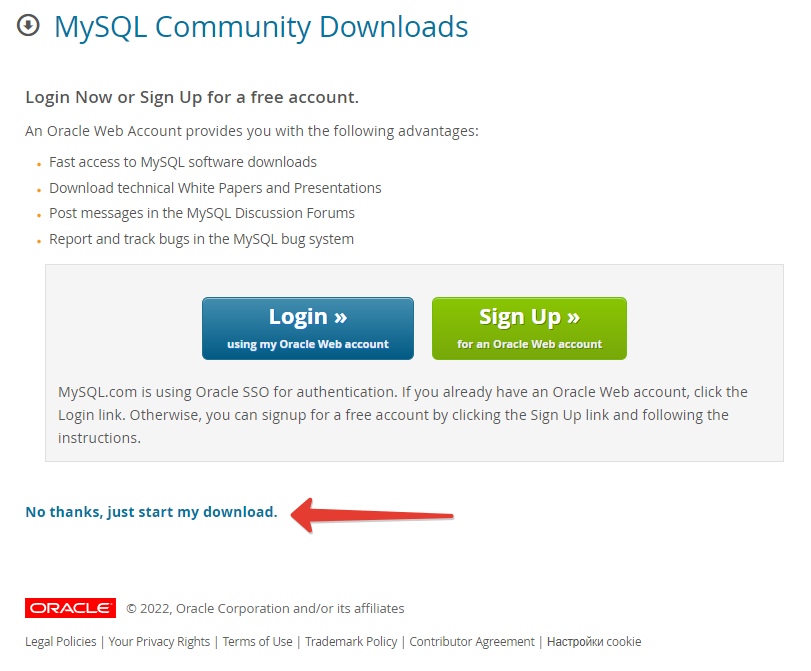 MySQL Community Downloads
Login Now or Sign Up for a free account.
An Oracle Web Account provides you with the following advantages:
Fast access to MySQL software downloads
Download technical White Papers and Presentations
Post messages in the MySQL Discussion Forums
Report and track bugs in the MySQL bug system
Login »
using my Oracle Web account
Sign Up »
for an Oracle Web account
MySQL.com is using Oracle SSO for authentication. If you already have an Oracle Web account, click the
Login link. Otherwise, you can signup for a free account by clicking the Sign Up link and following the
instructions.
No thanks, just start my download.
ORACLE © 2022, Oracle Corporation and/or its affiliates
Legal Policies | Your Privacy Rights | Terms of Use | Trademark Policy | Contributor Agreement | Настройки cookie